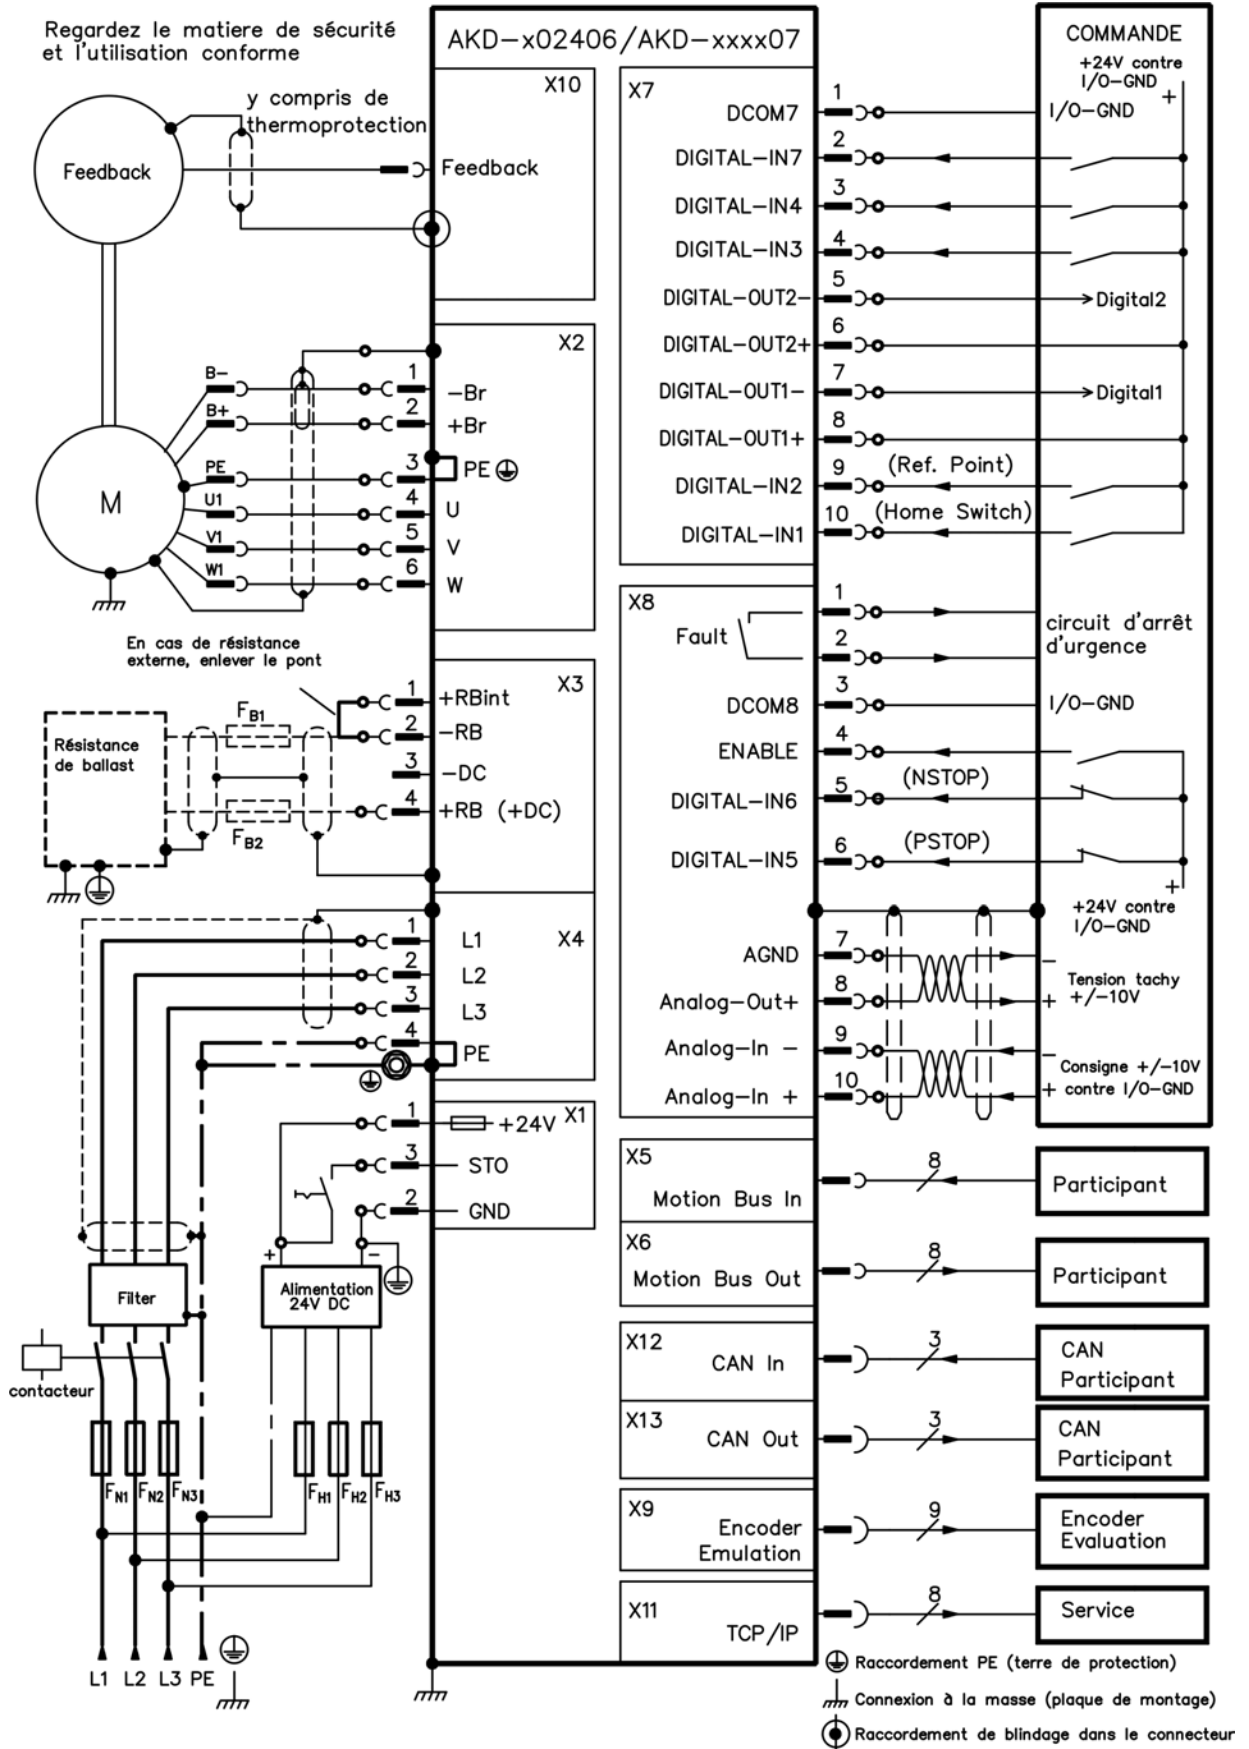 Regardez le matiere de sécurité
et l'utilisation conforme
AKD-x02406/AKD-xxxx07
Feedback
y compris de
thermoprotection
X10
Feedback
M
B-
B+
PE
U1
V1
W1
X2
1
-Br
2
+Br
3
PE
4
U
5
V
6
W
En cas de résistance
externe, enlever le pont
Résistance
de ballast
FB1
FB2
X3
1
+RBint
2
-RB
3
-DC
4
+RB (+DC)
X4
1
L1
2
L2
3
L3
4
PE
X1
1
+24V
3
STO
2
GND
+
-
Alimentation
24V DC
Filter
contacteur
FN1
FN2
FN3
FH1
FH2
FH3
L1
L2
L3
PE
X7
DCOM7
1
DIGITAL-IN7
2
DIGITAL-IN4
3
DIGITAL-IN3
4
DIGITAL-OUT2-
5
DIGITAL-OUT2+
6
DIGITAL-OUT1-
7
DIGITAL-OUT1+
8
DIGITAL-IN2
9
(Ref. Point)
DIGITAL-IN1
10
(Home Switch)
COMMANDE
+24V contre
I/O-GND
+
I/O-GND
Digital2
Digital1
X8
Fault
1
2
circuit d'arrêt
d'urgence
DCOM8
3
I/O-GND
ENABLE
4
DIGITAL-IN6
5
(NSTOP)
DIGITAL-IN5
6
(PSTOP)
+
+24V contre
I/O-GND
AGND
7
-
Analog-Out+
8
+
Tension tachy
+/-10V
Analog-In -
9
-
Analog-In +
10
+
Consigne +/-10V
contre I/O-GND
X5
Motion Bus In
8
Participant
X6
Motion Bus Out
8
Participant
X12
CAN In
3
CAN
Participant
X13
CAN Out
3
CAN
Participant
X9
Encoder
Emulation
9
Encoder
Evaluation
X11
TCP/IP
8
Service
Raccordement PE (terre de protection)
Connexion à la masse (plaque de montage)
Raccordement de blindage dans le connecteur